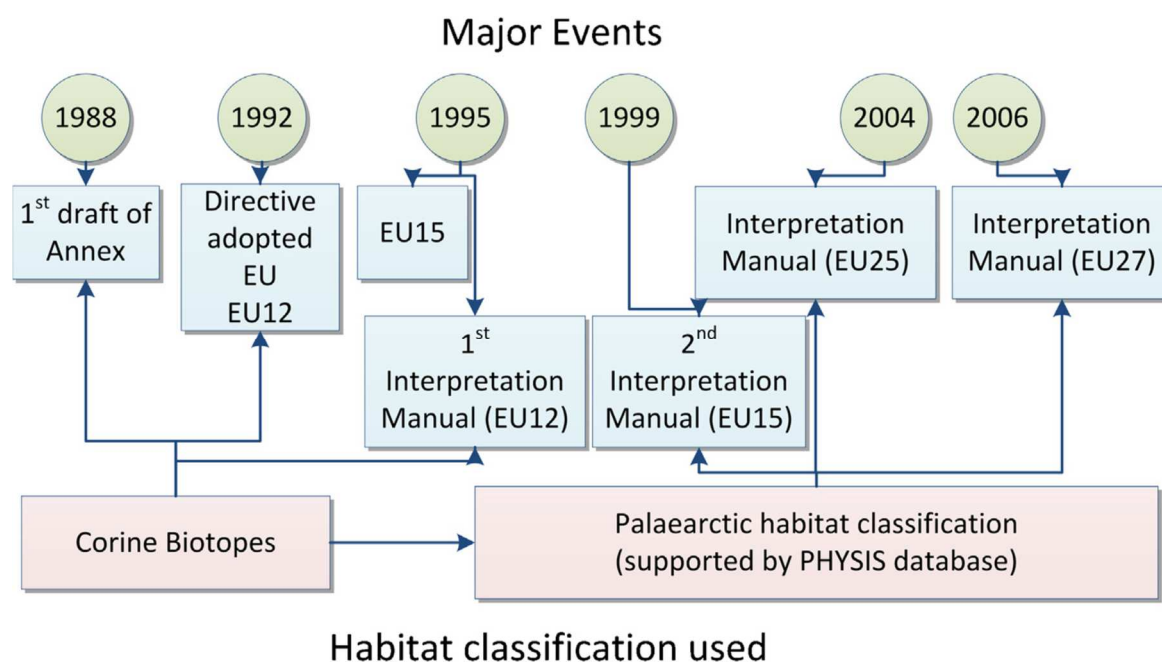 Major Events
1988
1992
1995
1999
2004
2006
1st draft of
Annex
Directive
adopted
EU
EU12
EU15
Interpretation
Manual (EU25)
Interpretation
Manual (EU27)
1st
Interpretation
Manual (EU12)
2nd
Interpretation
Manual (EU15)
Corine Biotopes
Palaearctic habitat classification
(supported by PHYSIS database)
Habitat classification used